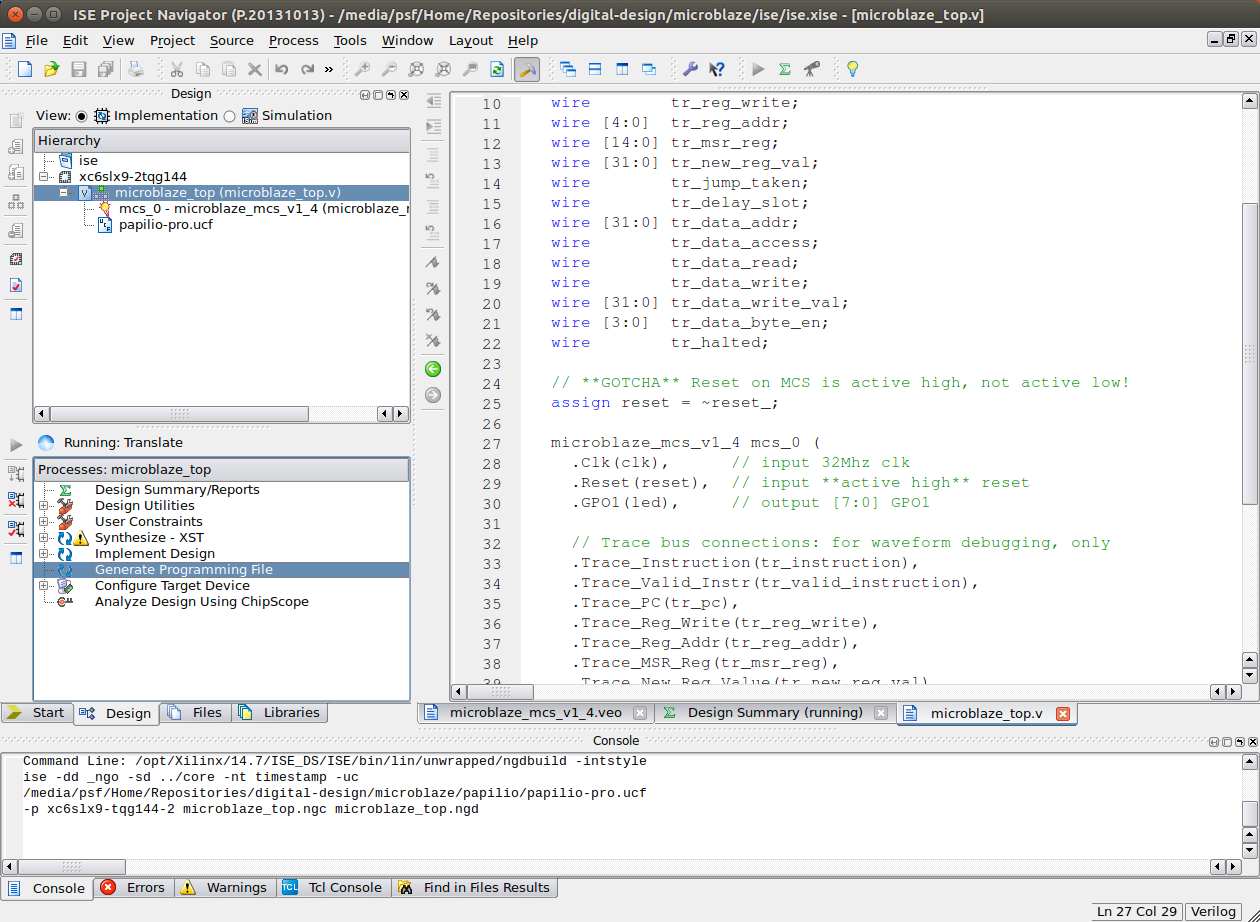 ISE Project Navigator (P.20131013) - /media/psf/Home/Repositories/digital-design/microblaze/ise/ise.xise - [microblaze_top.v]
File Edit View Project Source Process Tools Window Layout Help
Design
View: Implementation Simulation
Hierarchy
ise
xc6slx9-2tqg144
microblaze_top (microblaze_top.v)
mcs_0 - microblaze_mcs_v1_4 (microblaze_
papilio-pro.ucf
Running: Translate
Processes: microblaze_top
Design Summary/Reports
Design Utilities
User Constraints
Synthesize - XST
Implement Design
Generate Programming File
Configure Target Device
Analyze Design Using ChipScope
Start Design Files Libraries
10 wire tr_reg_write;
11 wire [4:0] tr_reg_addr;
12 wire [14:0] tr_msr_reg;
13 wire [31:0] tr_new_reg_val;
14 wire tr_jump_taken;
15 wire tr_delay_slot;
16 wire [31:0] tr_data_addr;
17 wire tr_data_access;
18 wire tr_data_read;
19 wire tr_data_write;
20 wire [31:0] tr_data_write_val;
21 wire [3:0] tr_data_byte_en;
22 wire tr_halted;
23
24 // **GOTCHA** Reset on MCS is active high, not active low!
25 assign reset = ~reset_;
26
27 microblaze_mcs_v1_4 mcs_0 (
28 .Clk(clk), // input 32Mhz clk
29 .Reset(reset), // input **active high** reset
30 .GPO1(led), // output [7:0] GPO1
31
32 // Trace bus connections: for waveform debugging, only
33 .Trace_Instruction(tr_instruction),
34 .Trace_Valid_Instr(tr_valid_instruction),
35 .Trace_PC(tr_pc),
36 .Trace_Reg_Write(tr_reg_write),
37 .Trace_Reg_Addr(tr_reg_addr),
38 .Trace_MSR_Reg(tr_msr_reg),
39 .Trace_New_Reg_Value(tr_new_reg_val),
microblaze_mcs_v1_4.veo Design Summary (running) microblaze_top.v
Console
Command Line: /opt/Xilinx/14.7/ISE_DS/ISE/bin/lin/unwrapped/ngdbuild -intstyle
ise -dd _ngo -sd ../core -nt timestamp -uc
/media/psf/Home/Repositories/digital-design/microblaze/papilio/papilio-pro.ucf
-p xc6slx9-tqg144-2 microblaze_top.ngc microblaze_top.ngd
Console Errors Warnings Tcl Console Find in Files Results
Ln 27 Col 29 Verilog